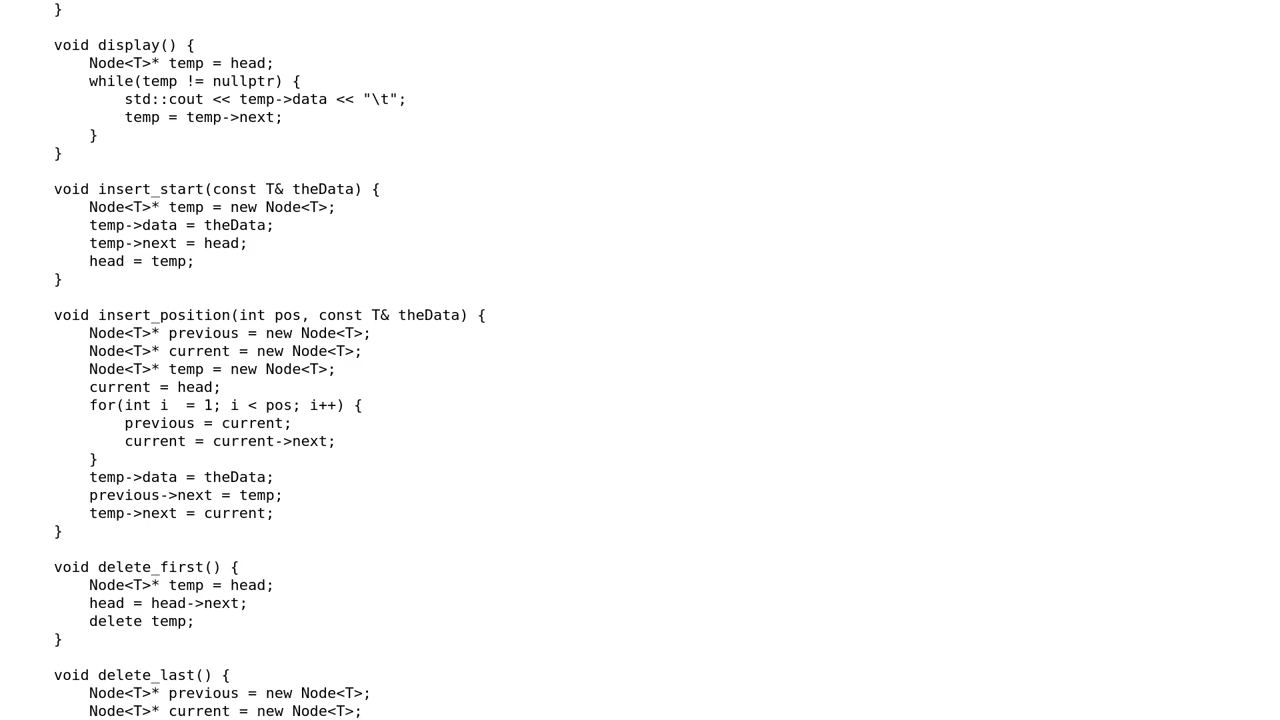 }

void display() {
    Node<T>* temp = head;
    while(temp != nullptr) {
        std::cout << temp->data << "\t";
        temp = temp->next;
    }
}

void insert_start(const T& theData) {
    Node<T>* temp = new Node<T>;
    temp->data = theData;
    temp->next = head;
    head = temp;
}

void insert_position(int pos, const T& theData) {
    Node<T>* previous = new Node<T>;
    Node<T>* current = new Node<T>;
    Node<T>* temp = new Node<T>;
    current = head;
    for(int i  = 1; i < pos; i++) {
        previous = current;
        current = current->next;
    }
    temp->data = theData;
    previous->next = temp;
    temp->next = current;
}

void delete_first() {
    Node<T>* temp = head;
    head = head->next;
    delete temp;
}

void delete_last() {
    Node<T>* previous = new Node<T>;
    Node<T>* current = new Node<T>;